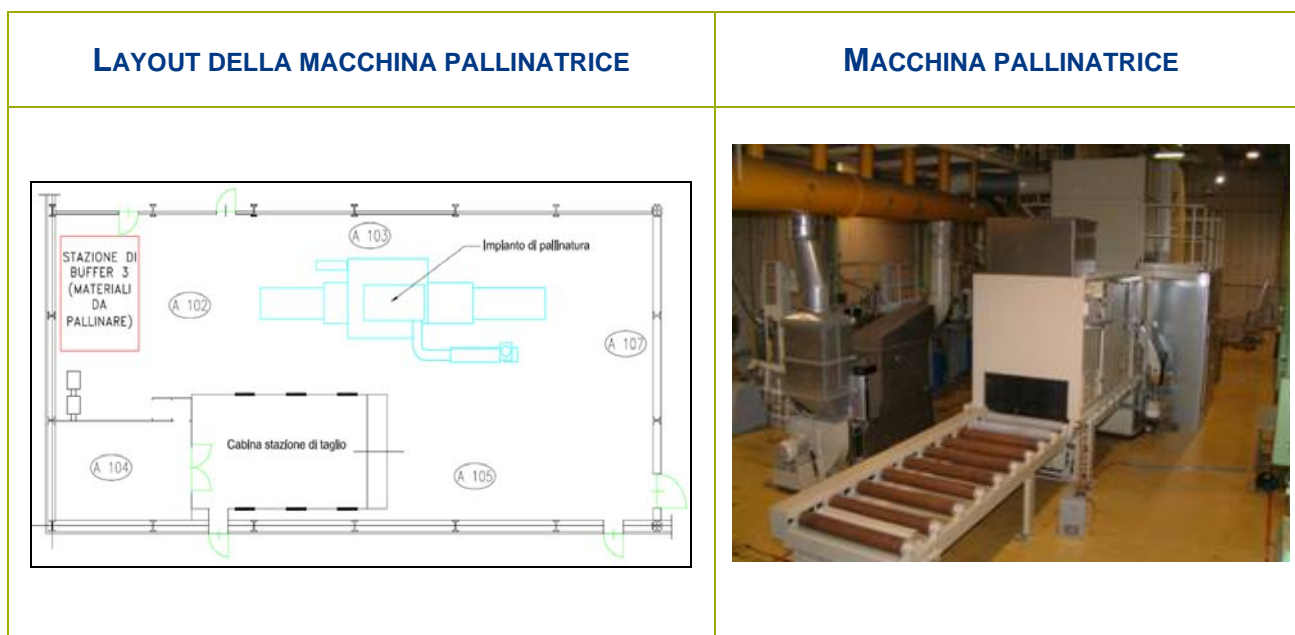 LAYOUT DELLA MACCHINA PALLINATRICE
MACCHINA PALLINATRICE
STAZIONE DI
BUFFER 3
(MATERIALI
DA
PALLINARE)
A 102
A 103
Impianto di pallinatura
A 107
A 104
Cabina stazione di taglio
A 105